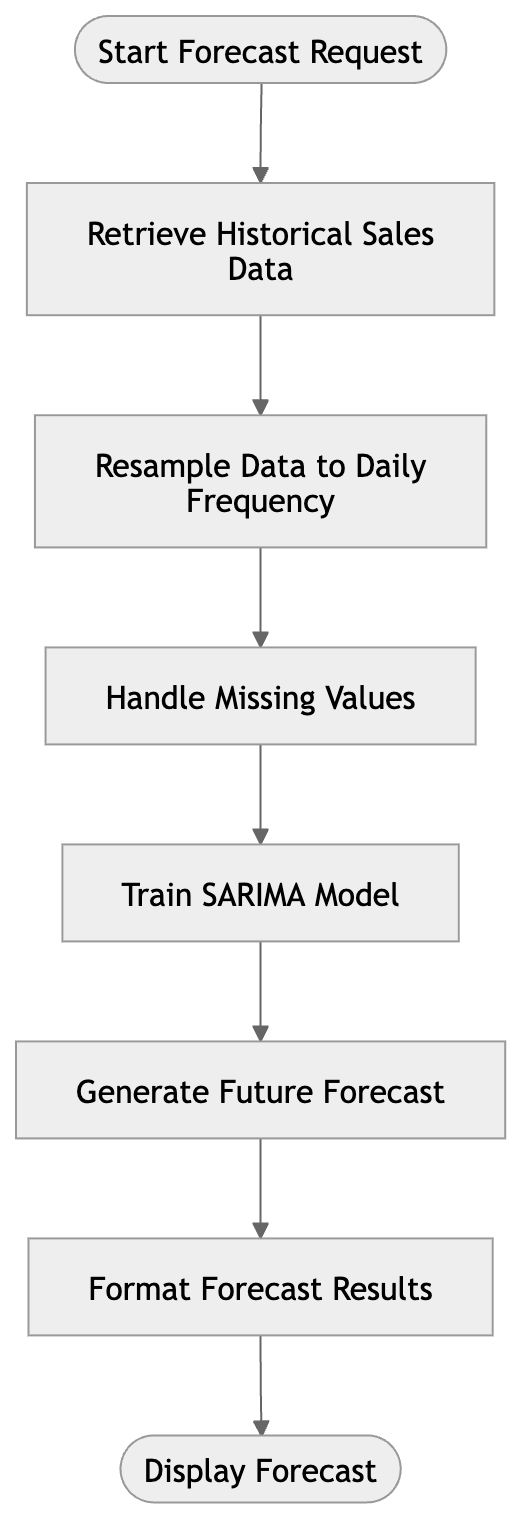 Start Forecast Request
Retrieve Historical Sales
Data
Resample Data to Daily
Frequency
Handle Missing Values
Train SARIMA Model
Generate Future Forecast
Format Forecast Results
Display Forecast